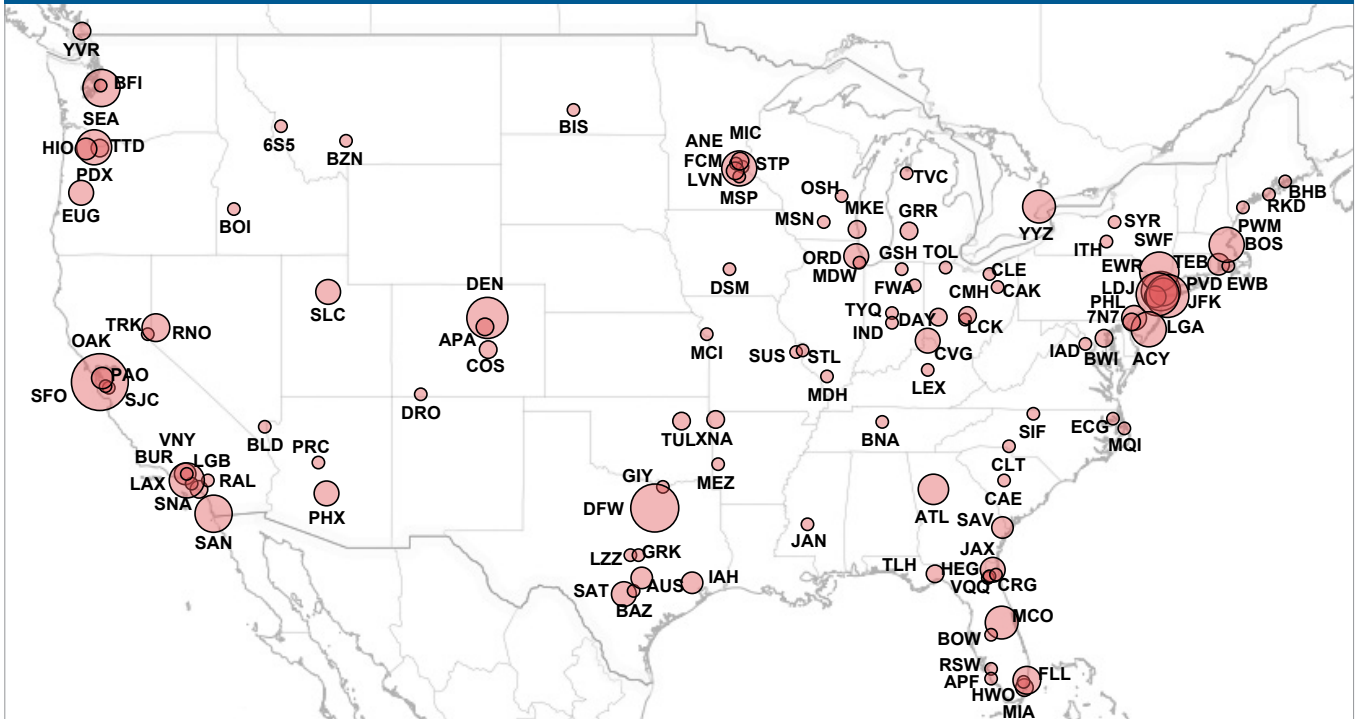 YVR
BFI
SEA
HIO
TTD
PDX
EUG
6S5
BZN
BOI
BIS
ANE
MIC
FCM
STP
LVN
MSP
OSH
MSN
MKE
TVC
GRR
YYZ
SYR
ITH
SWF
BHB
RKD
PWM
BOS
ORD
MDW
GSH
TOL
CLE
CAK
FWA
CMH
EWR
TEB
LDJ
PVD
EWB
PHL
JFK
7N7
LGA
ACY
IAD
BWI
TYQ
IND
DAY
LCK
CVG
LEX
DSM
MCI
SUS
STL
MDH
DEN
APA
COS
SLC
TRK
RNO
OAK
PAO
SFO
SJC
DRO
VNY
BUR
LGB
LAX
RAL
SNA
SAN
BLD
PRC
PHX
TUL
XNA
MEZ
GIY
DFW
LZZ
GRK
SAT
AUS
BAZ
IAH
JAN
BNA
SIF
ECG
MQI
CLT
CAE
ATL
SAV
JAX
TLH
HEG
VQQ
CRG
MCO
BOW
RSW
APF
FLL
HWO
MIA